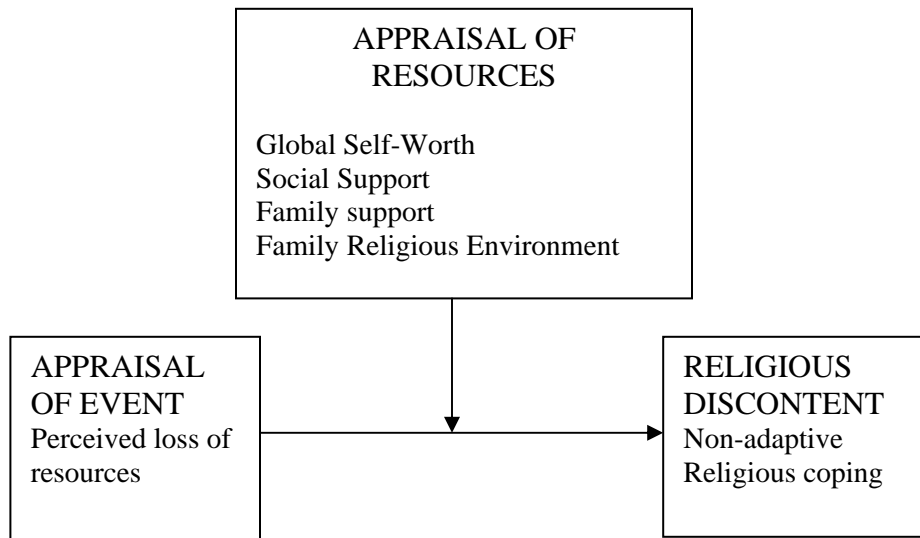 APPRAISAL OF
RESOURCES
Global Self-Worth
Social Support
Family support
Family Religious Environment
APPRAISAL
OF EVENT
Perceived loss of
resources
RELIGIOUS
DISCONTENT
Non-adaptive
Religious coping